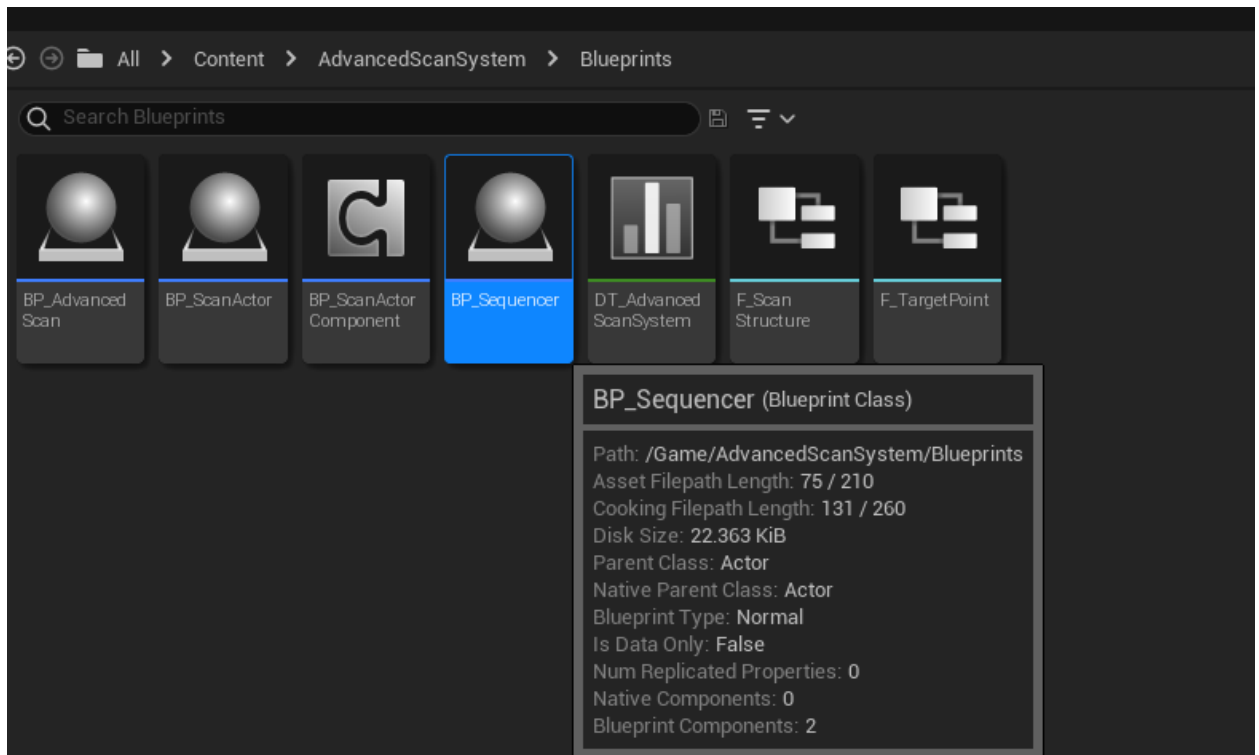 All > Content > AdvancedScanSystem > Blueprints
Search Blueprints
BP_Advanced
Scan
BP_ScanActor
BP_ScanActor
Component
BP_Sequencer
DT_Advanced
ScanSystem
F_Scan
Structure
F_TargetPoint
BP_Sequencer (Blueprint Class)
Path: /Game/AdvancedScanSystem/Blueprints
Asset Filepath Length: 75 / 210
Cooking Filepath Length: 131 / 260
Disk Size: 22.363 KiB
Parent Class: Actor
Native Parent Class: Actor
Blueprint Type: Normal
Is Data Only: False
Num Replicated Properties: 0
Native Components: 0
Blueprint Components: 2